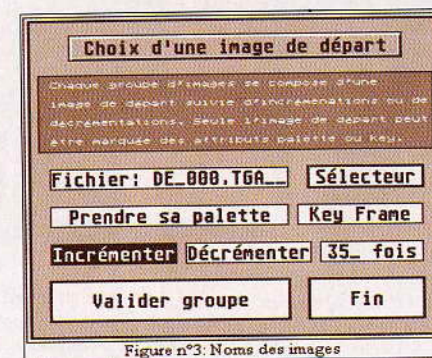 Choix d'une image de départ
Chaque groupe d'images se compose d'une
image de départ suivie d'incrémenations ou de
décrémentations. Seule l'image de départ peut
être marquée des attributs palette ou key.
Fichier: DE_000.TGA__ Sélecteur
Prendre sa palette Key Frame
Incrémenter Décrémenter 35_ fois
Valider groupe Fin
Figure n°3: Noms des images